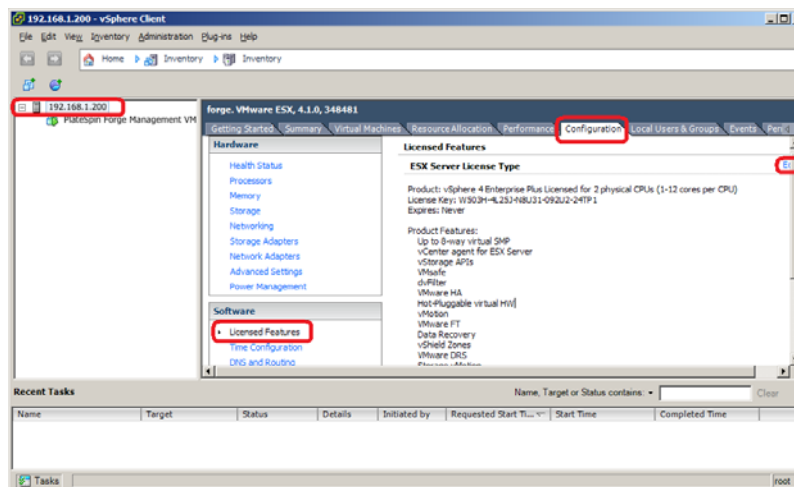 192.168.1.200 - vSphere Client
File Edit View Inventory Administration Plug-ins Help
Home Inventory Inventory
192.168.1.200
PlateSpin Forge Management VM
forge. VMware ESX, 4.1.0, 348481
Getting Started Summary Virtual Machines Resource Allocation Performance Configuration Local Users & Groups Events
Hardware
Health Status
Processors
Memory
Storage
Networking
Storage Adapters
Network Adapters
Advanced Settings
Power Management
Software
Licensed Features
Time Configuration
DNS and Routing
Licensed Features
ESX Server License Type
Product: vSphere 4 Enterprise Plus Licensed for 2 physical CPUs (1-12 cores per CPU)
License Key:
Expires: Never
Product Features:
Up to 8-way virtual SMP
vCenter agent for ESX Server
vStorage APIs
VMsafe
dvFilter
VMware HA
Hot-Pluggable virtual HW
vMotion
VMware FT
Data Recovery
vShield Zones
VMware DRS
Recent Tasks
Name, Target or Status contains: Clear
Name Target Status Details Initiated by Requested Start Ti... Start Time Completed Time
Tasks root